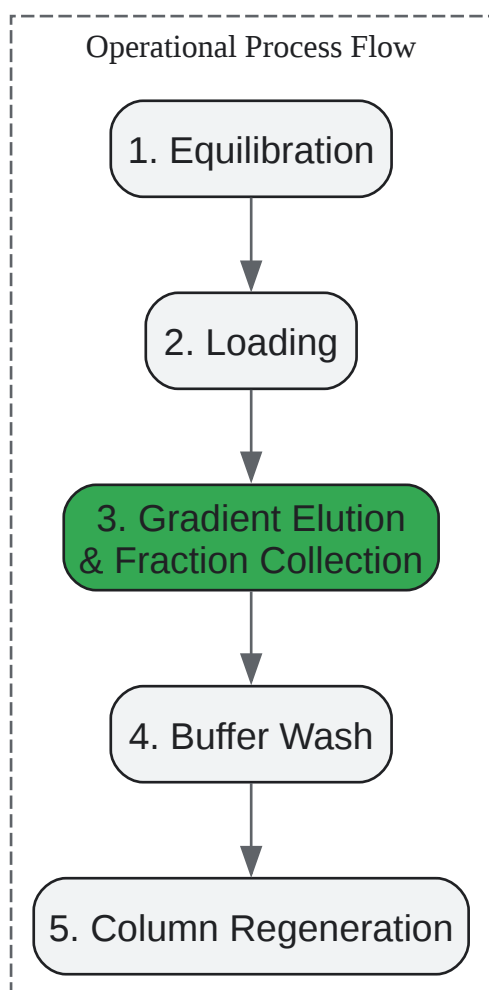 Operational Process Flow
1. Equilibration
2. Loading
3. Gradient Elution
& Fraction Collection
4. Buffer Wash
5. Column Regeneration